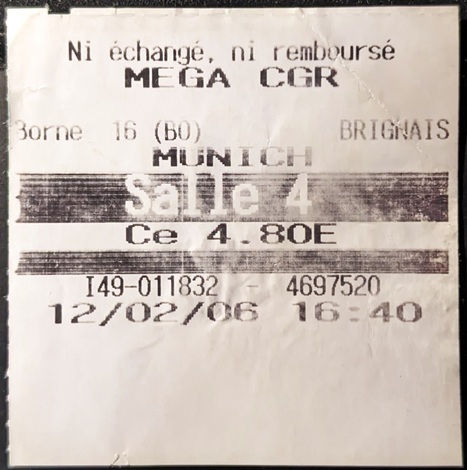 Ni échangé, ni remboursé
MEGA CGR
Borne 16 (BO) BRIGNAIS
MUNICH
Salle 4
Ce 4.80E
I49-011832 - 4697520
12/02/06 16:40